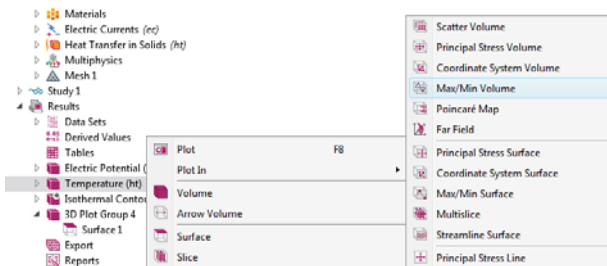 Materials
Electric Currents (ec)
Heat Transfer in Solids (ht)
Multiphysics
Mesh 1
Study 1
Results
Data Sets
Derived Values
Tables
Electric Potential (
Temperature (ht)
Isothermal Contou
3D Plot Group 4
Surface 1
Export
Reports
Plot F8
Plot In
Volume
Arrow Volume
Surface
Slice
Scatter Volume
Principal Stress Volume
Coordinate System Volume
Max/Min Volume
Poincaré Map
Far Field
Principal Stress Surface
Coordinate System Surface
Max/Min Surface
Multislice
Streamline Surface
Principal Stress Line